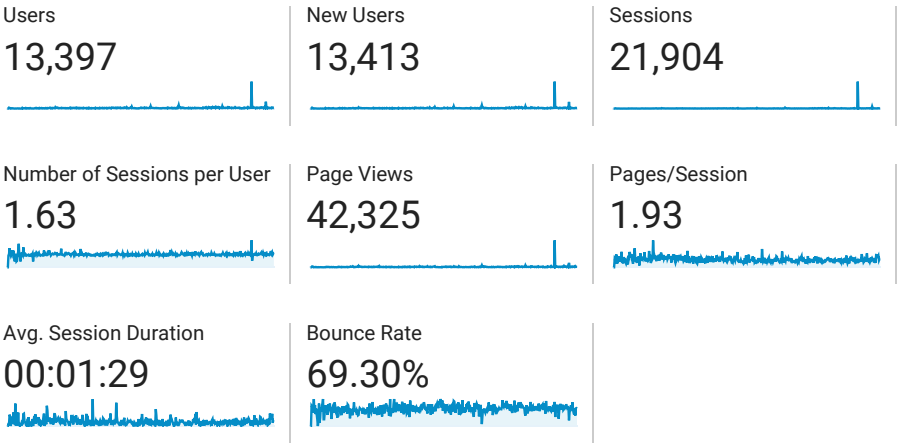 Users
13,397
New Users
13,413
Sessions
21,904
Number of Sessions per User
1.63
Page Views
42,325
Pages/Session
1.93
Avg. Session Duration
00:01:29
Bounce Rate
69.30%